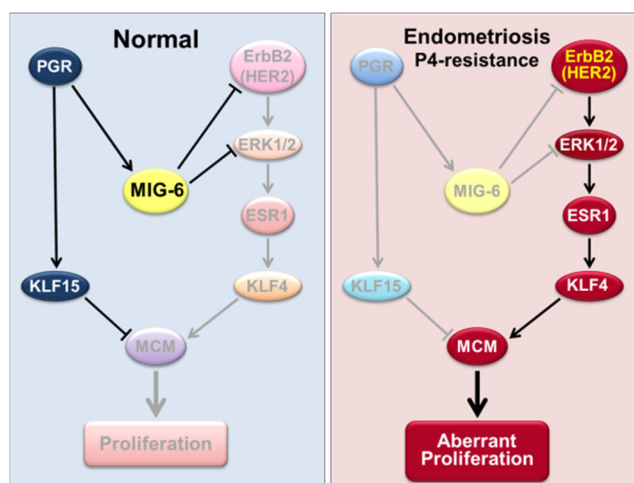 Normal
PGR
ErbB2
(HER2)
ERK1/2
MIG-6
ESR1
KLF15
KLF4
MCM
Proliferation
Endometriosis
P4-resistance
PGR
ErbB2
(HER2)
ERK1/2
MIG-6
ESR1
KLF15
KLF4
MCM
Aberrant
Proliferation